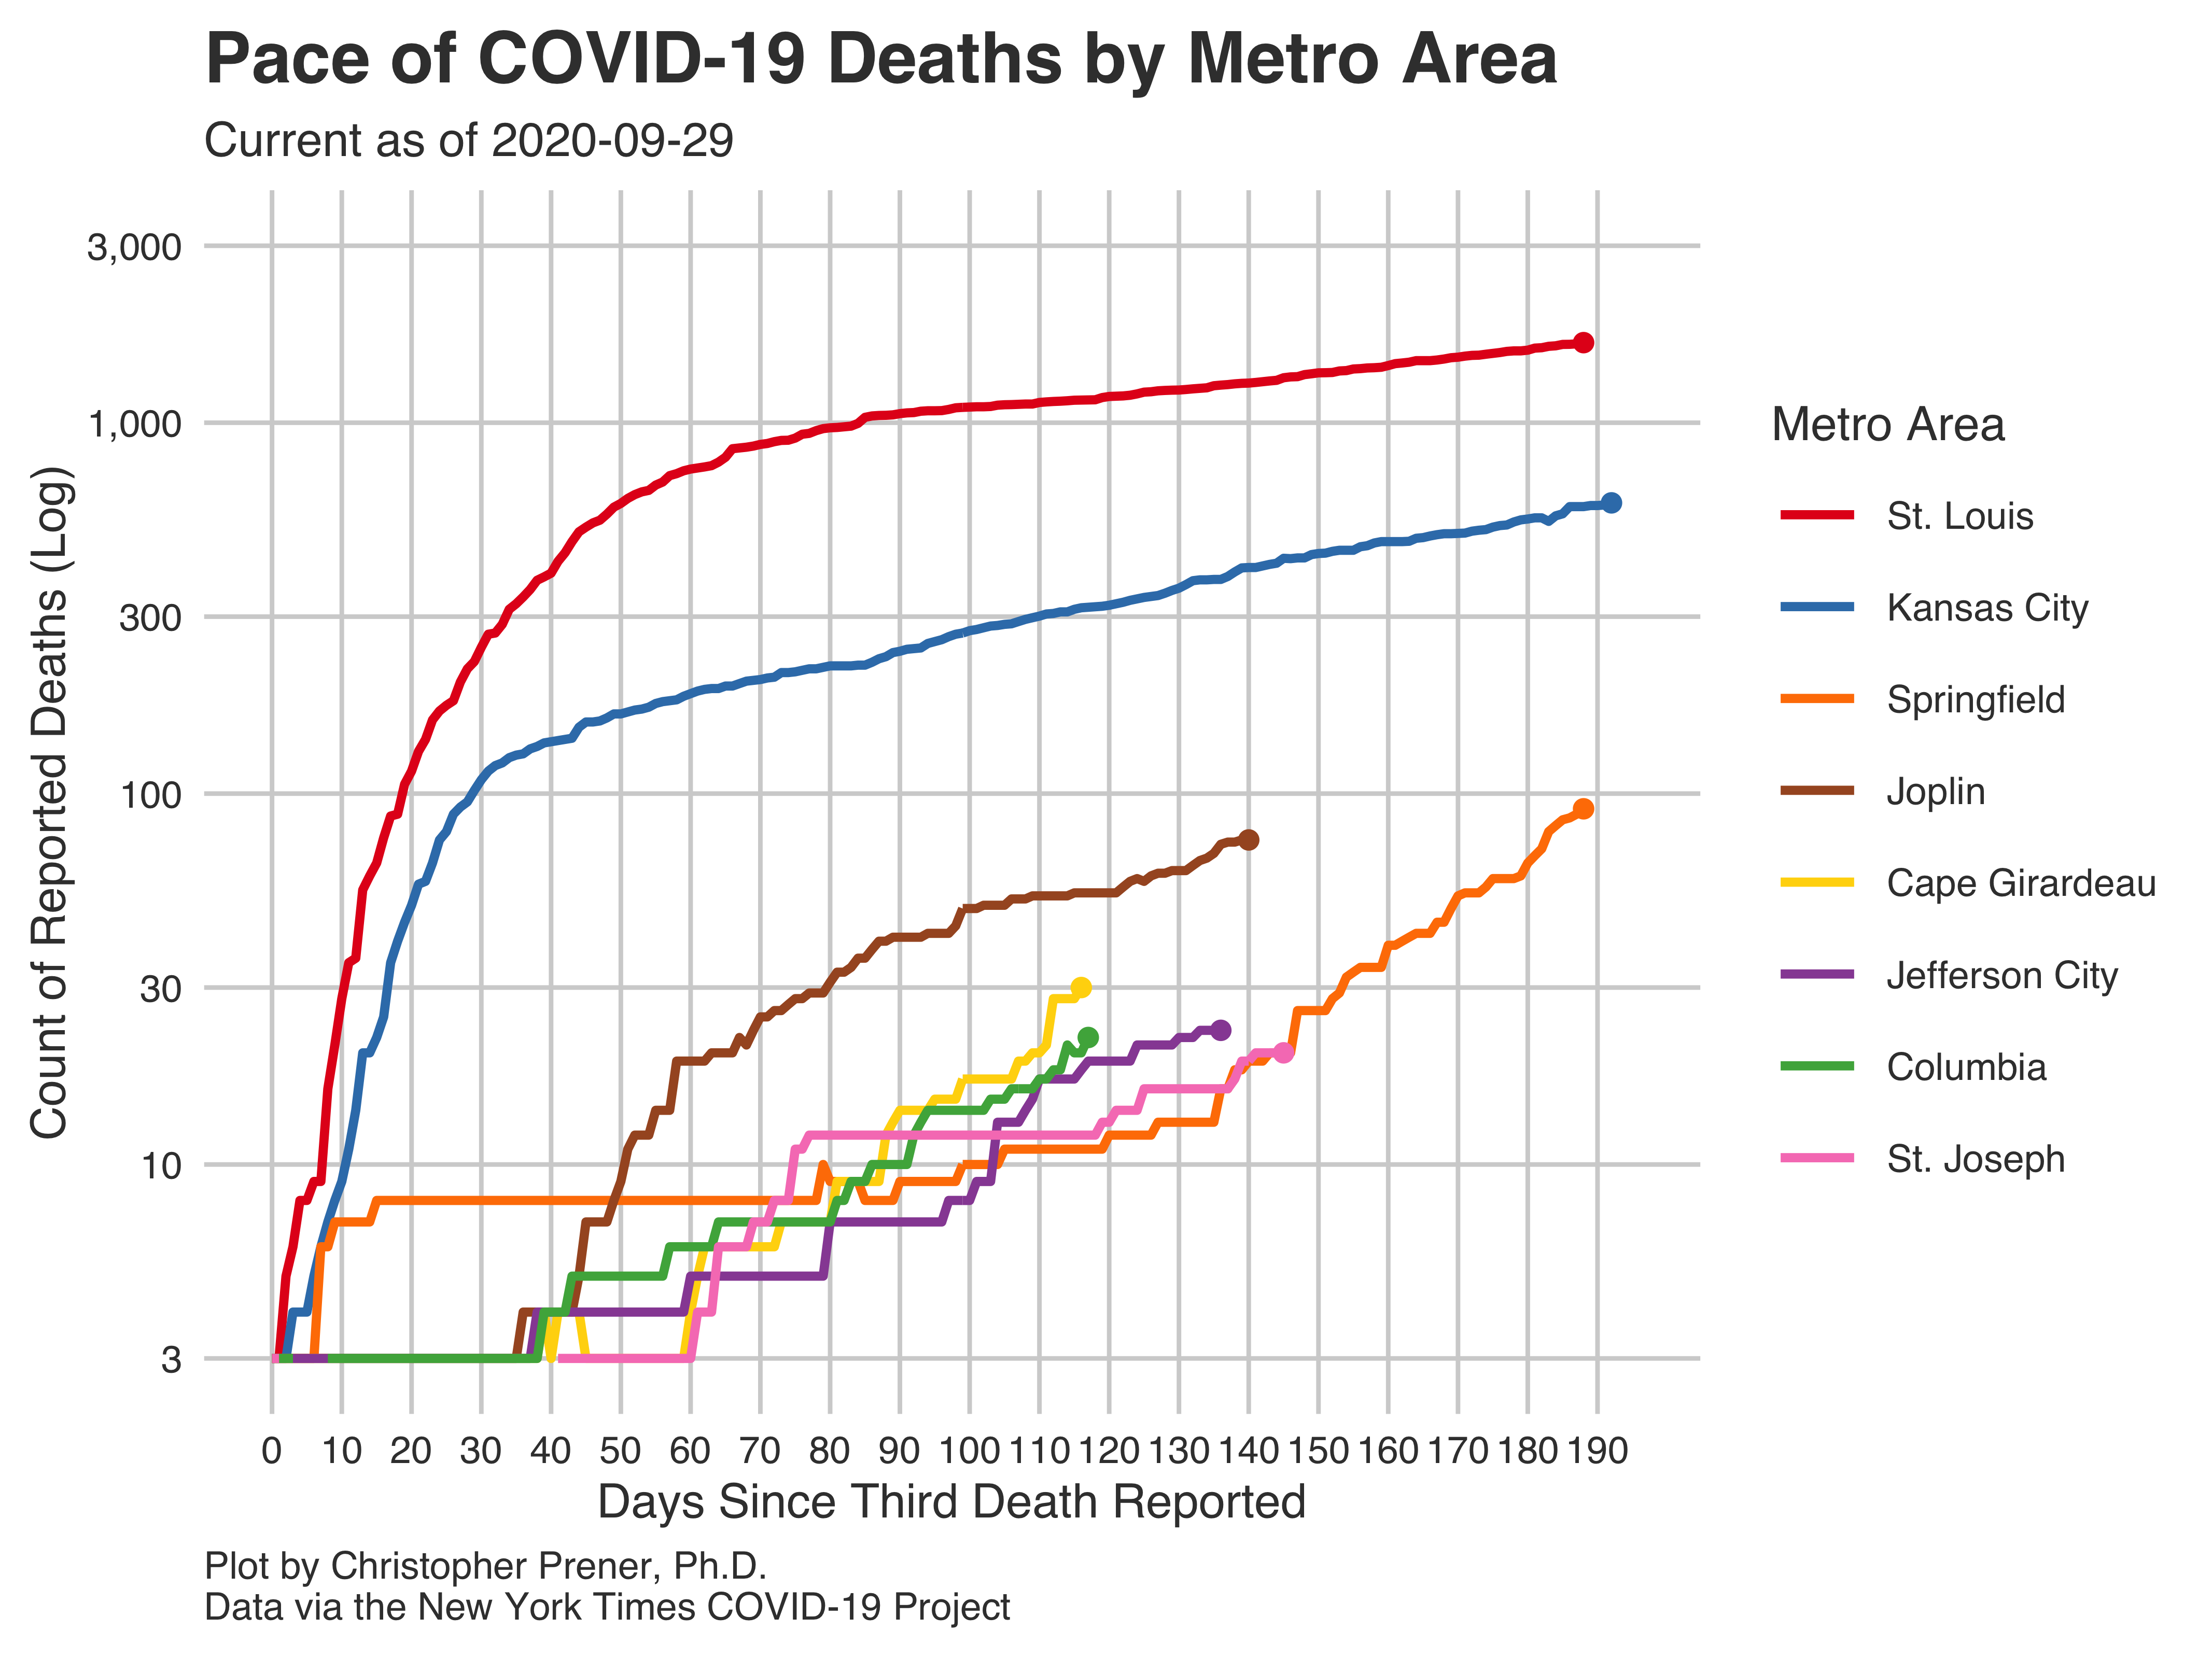 Pace of COVID-19 Deaths by Metro Area
Current as of 2020-09-29
Count of Reported Deaths (Log)
3,000
1,000
300
100
30
10
3
0 10 20 30 40 50 60 70 80 90 100 110 120 130 140 150 160 170 180 190
Days Since Third Death Reported
Metro Area
St. Louis
Kansas City
Springfield
Joplin
Cape Girardeau
Jefferson City
Columbia
St. Joseph
Plot by Christopher Prener, Ph.D.
Data via the New York Times COVID-19 Project